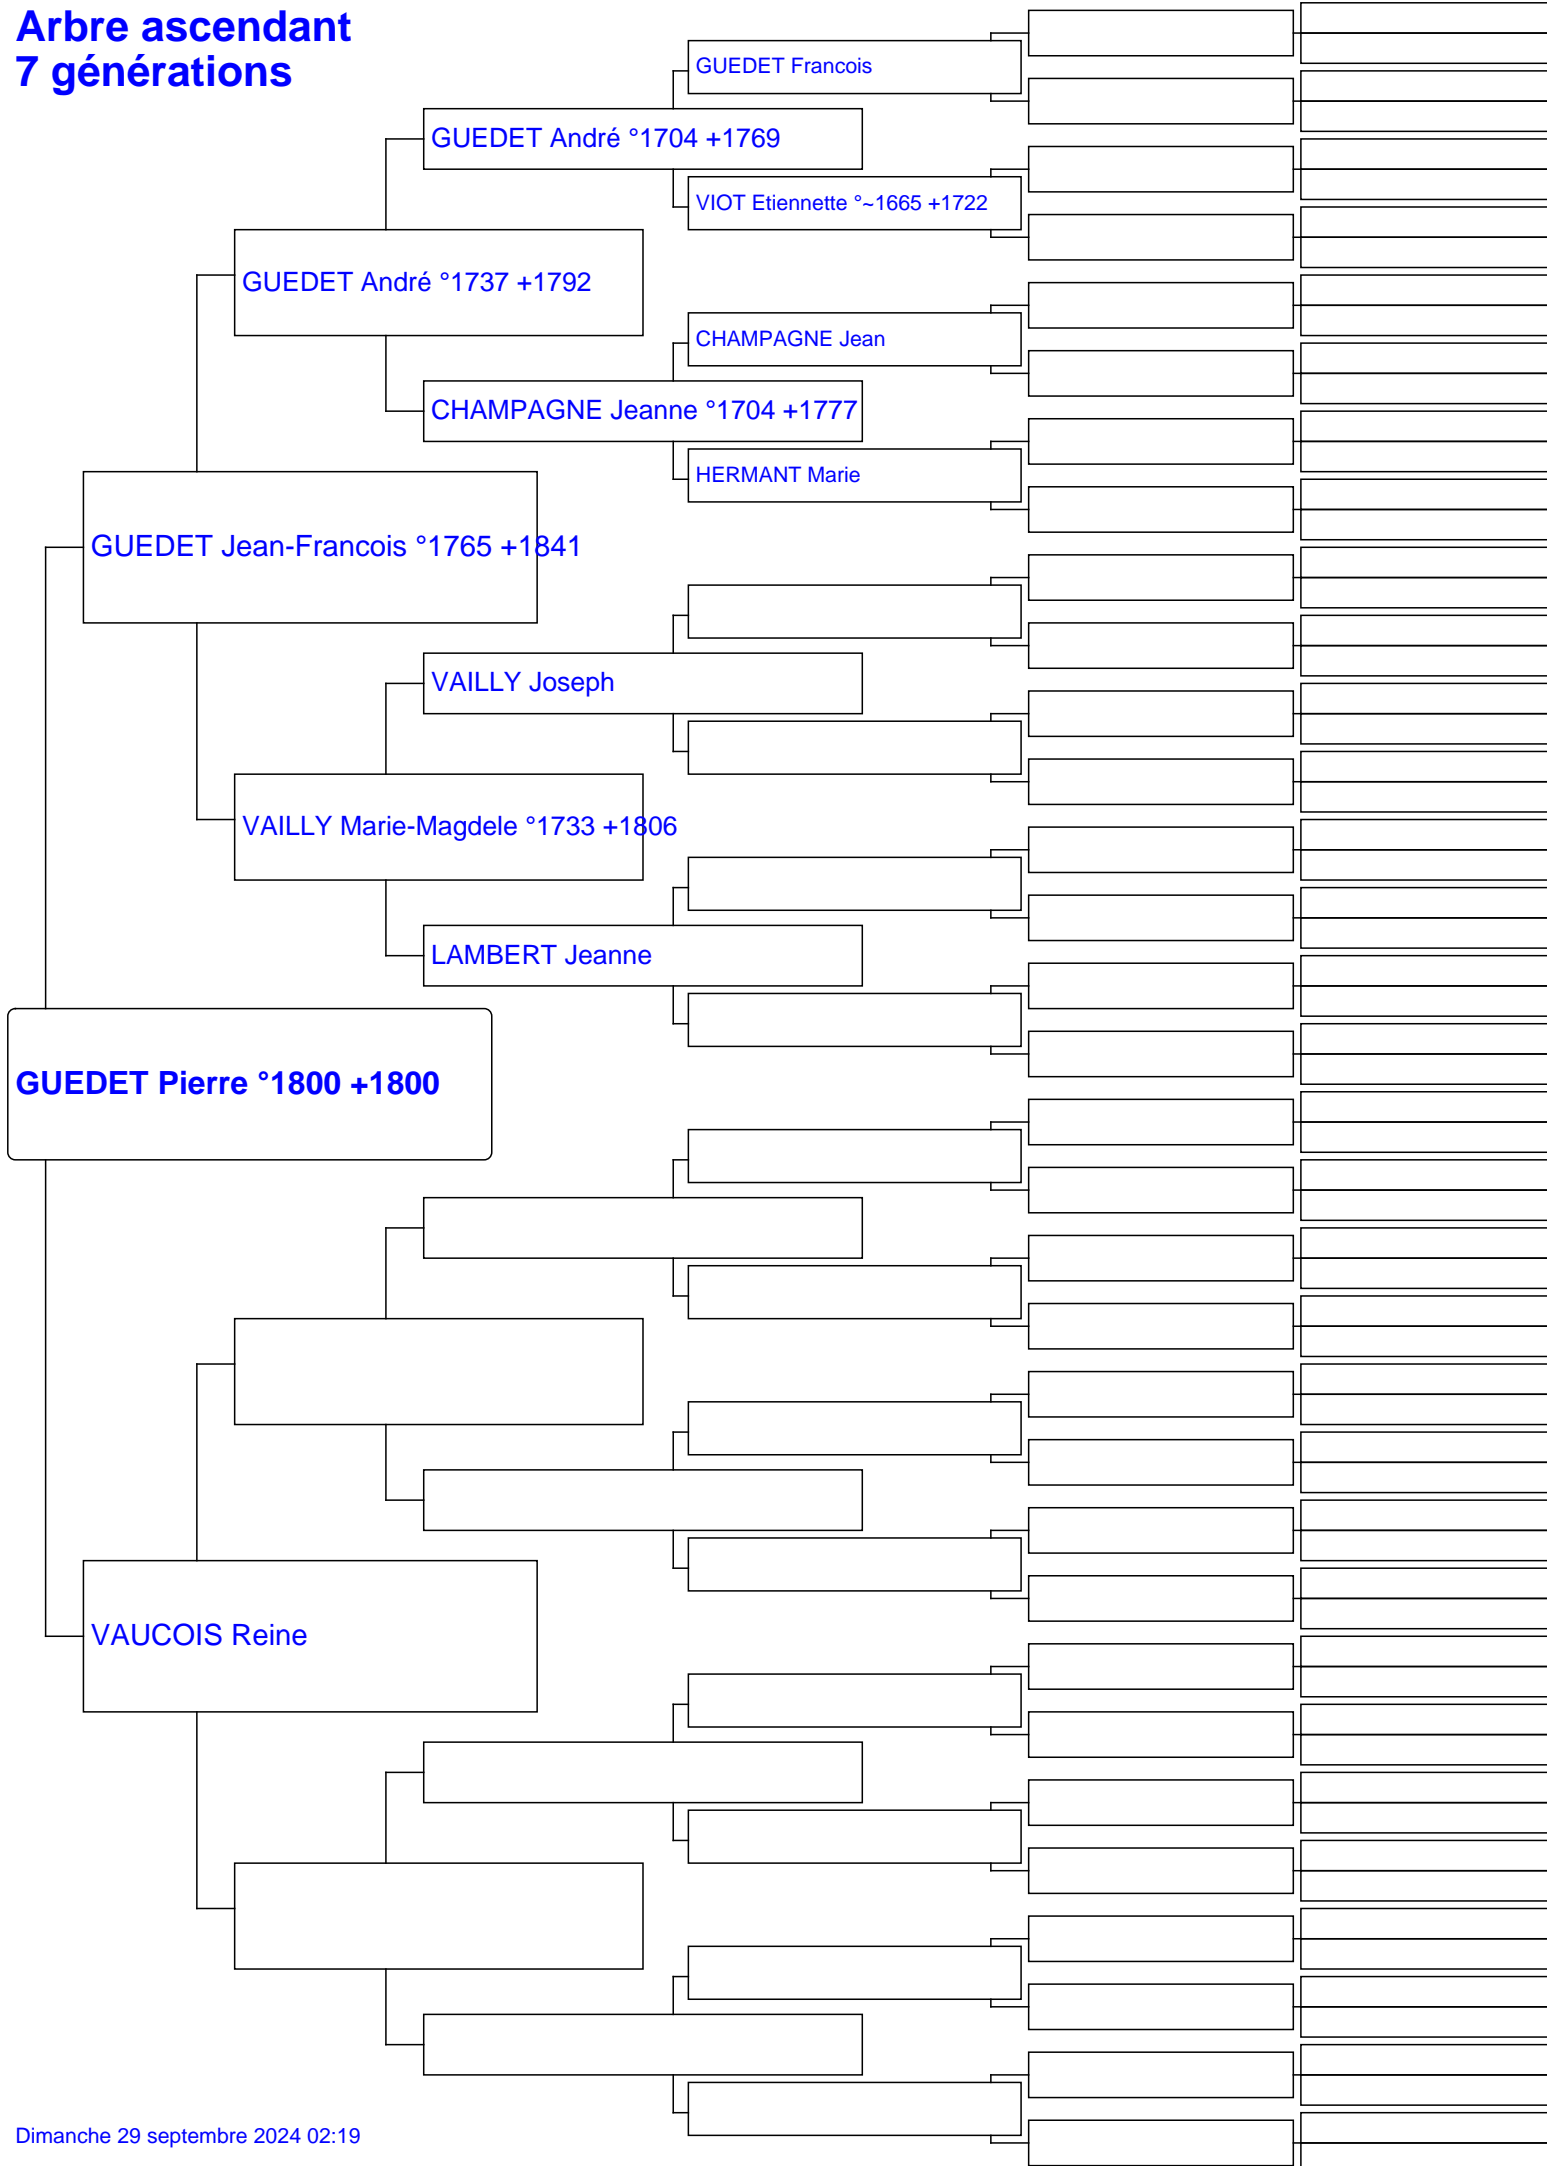 Arbre ascendant
7 générations
GUEDET Francois
GUEDET André °1704 +1769
VIOT Etiennette °~1665 +1722
GUEDET André °1737 +1792
CHAMPAGNE Jean
CHAMPAGNE Jeanne °1704 +1777
HERMANT Marie
GUEDET Jean-Francois °1765 +1841
VAILLY Joseph
VAILLY Marie-Magdele °1733 +1806
LAMBERT Jeanne
GUEDET Pierre °1800 +1800
VAUCOIS Reine
Dimanche 29 septembre 2024 02:19